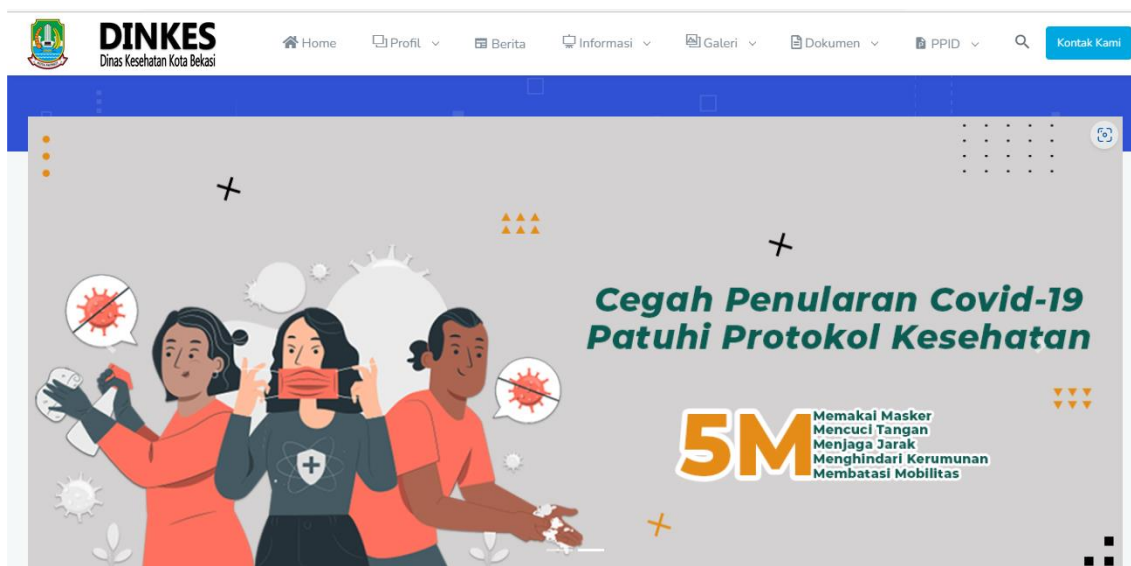 DINKES
Dinas Kesehatan Kota Bekasi
Home Profil Berita Informasi Galeri Dokumen PPID Kontak Kami
Cegah Penularan Covid-19
Patuhi Protokol Kesehatan
5M
Memakai Masker
Mencuci Tangan
Menjaga Jarak
Menghindari Kerumunan
Membatasi Mobilitas